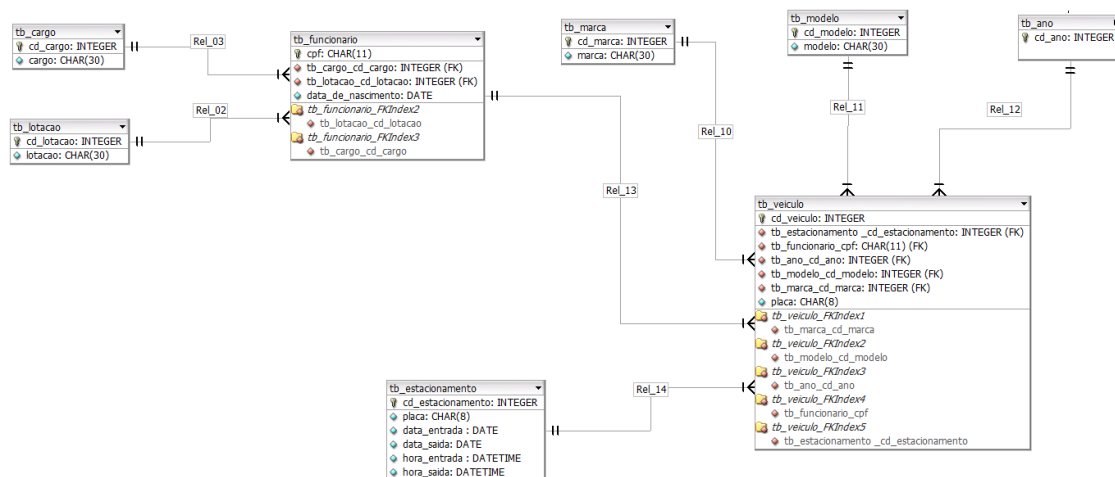 tb_cargo
cd_cargo: INTEGER
cargo: CHAR(30)
Rel_03
tb_lotacao
cd_lotacao: INTEGER
lotacao: CHAR(30)
Rel_02
tb_funcionario
cpf: CHAR(11)
tb_cargo_cd_cargo: INTEGER (FK)
tb_lotacao_cd_lotacao: INTEGER (FK)
data_de_nascimento: DATE
tb_funcionario_FKIndex2
tb_lotacao_cd_lotacao
tb_funcionario_FKIndex3
tb_cargo_cd_cargo
tb_marca
cd_marca: INTEGER
marca: CHAR(30)
Rel_10
tb_modelo
cd_modelo: INTEGER
modelo: CHAR(30)
Rel_11
tb_ano
cd_ano: INTEGER
Rel_12
Rel_13
tb_veiculo
cd_veiculo: INTEGER
tb_estacionamento _cd_estacionamento: INTEGER (FK)
tb_funcionario_cpf: CHAR(11) (FK)
tb_ano_cd_ano: INTEGER (FK)
tb_modelo_cd_modelo: INTEGER (FK)
tb_marca_cd_marca: INTEGER (FK)
placa: CHAR(8)
tb_veiculo_FKIndex1
tb_marca_cd_marca
tb_veiculo_FKIndex2
tb_modelo_cd_modelo
tb_veiculo_FKIndex3
tb_ano_cd_ano
tb_veiculo_FKIndex4
tb_funcionario_cpf
tb_veiculo_FKIndex5
tb_estacionamento _cd_estacionamento
tb_estacionamento
cd_estacionamento: INTEGER
placa: CHAR(8)
data_entrada : DATE
data_saida: DATE
hora_entrada : DATETIME
hora_saida: DATETIME
Rel_14